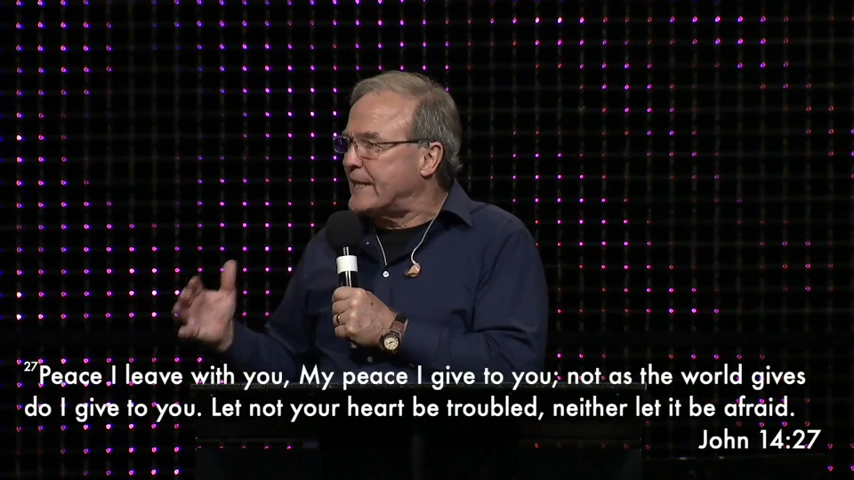 27Peace I leave with you, My peace I give to you; not as the world gives
do I give to you. Let not your heart be troubled, neither let it be afraid.
John 14:27